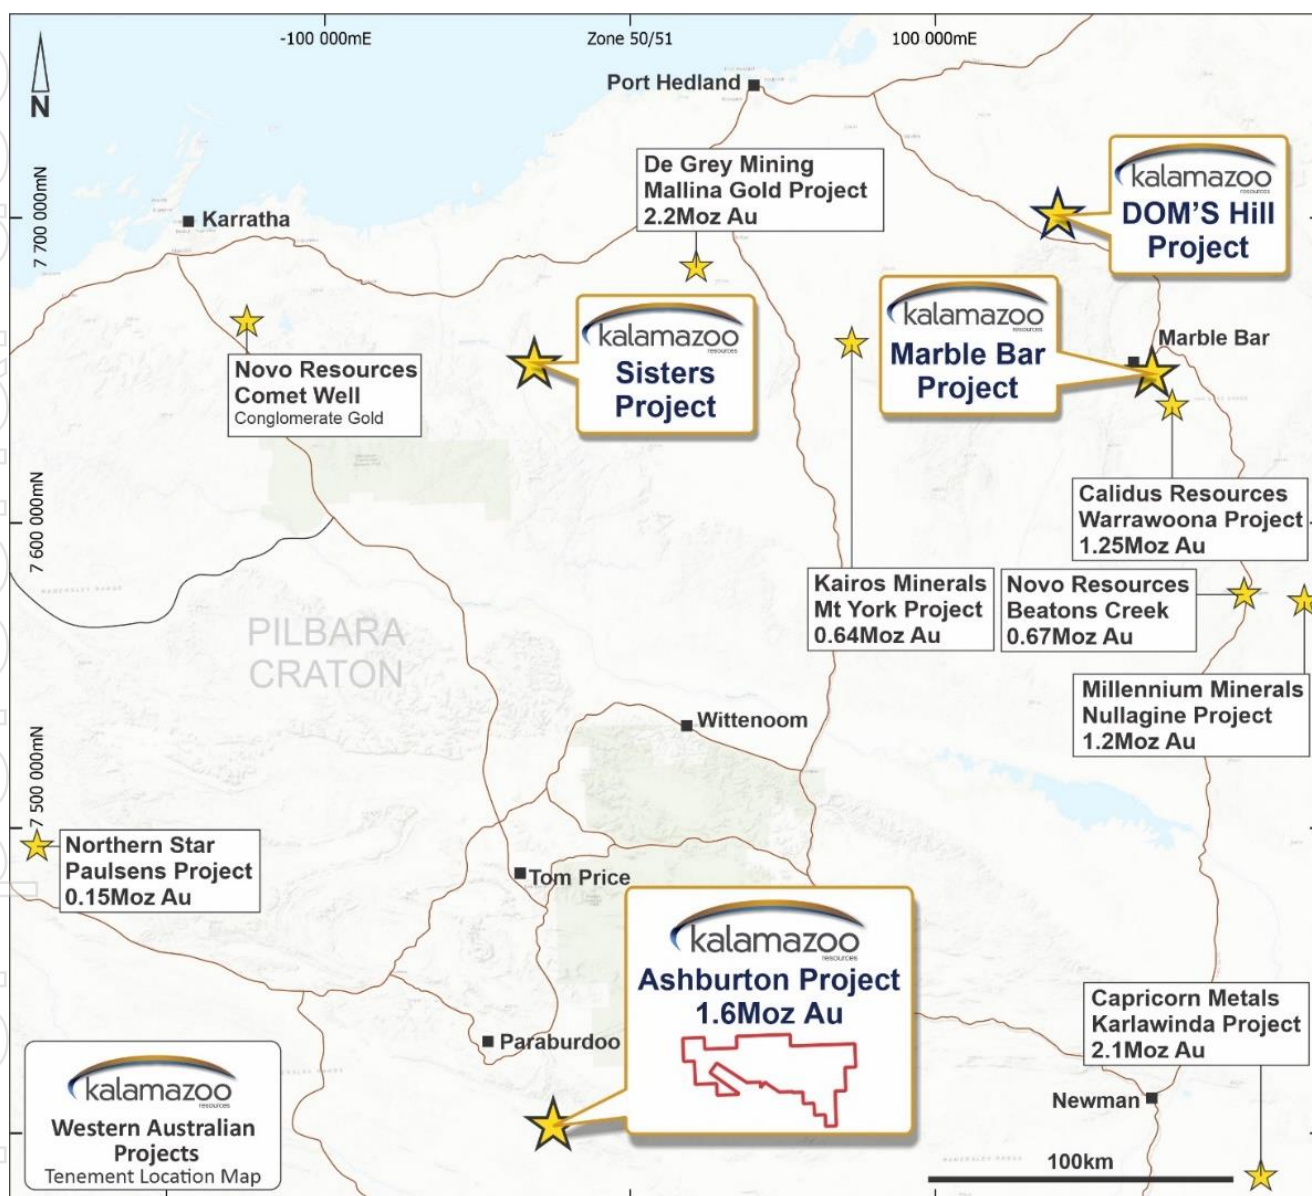 -100 000mE
Zone 50/51
100 000mE
N
Port Hedland
De Grey Mining
Mallina Gold Project
2.2Moz Au
kalamazoo
resources
DOM'S Hill
Project
7 700 000mN
Karratha
kalamazoo
resources
Sisters
Project
kalamazoo
resources
Marble Bar
Project
Marble Bar
Novo Resources
Comet Well
Conglomerate Gold
Calidus Resources
Warrawoona Project
1.25Moz Au
7 600 000mN
Kairos Minerals
Mt York Project
0.64Moz Au
Novo Resources
Beatons Creek
0.67Moz Au
PILBARA
CRATON
Millennium Minerals
Nullagine Project
1.2Moz Au
Wittenoom
7 500 000mN
Northern Star
Paulsens Project
0.15Moz Au
Tom Price
kalamazoo
resources
Ashburton Project
1.6Moz Au
Capricorn Metals
Karlawinda Project
2.1Moz Au
Paraburdoo
Newman
kalamazoo
resources
Western Australian
Projects
Tenement Location Map
100km